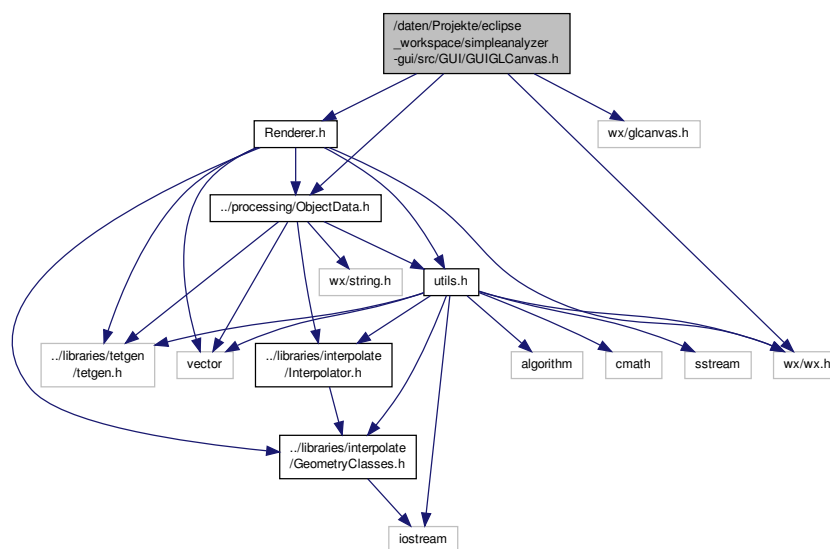 /daten/Projekte/eclipse
_workspace/simpleanalyzer
-gui/src/GUI/GUIGLCanvas.h
Renderer.h
wx/glcanvas.h
../processing/ObjectData.h
wx/string.h
utils.h
../libraries/tetgen
/tetgen.h
vector
../libraries/interpolate
/Interpolator.h
algorithm
cmath
sstream
wx/wx.h
../libraries/interpolate
/GeometryClasses.h
iostream